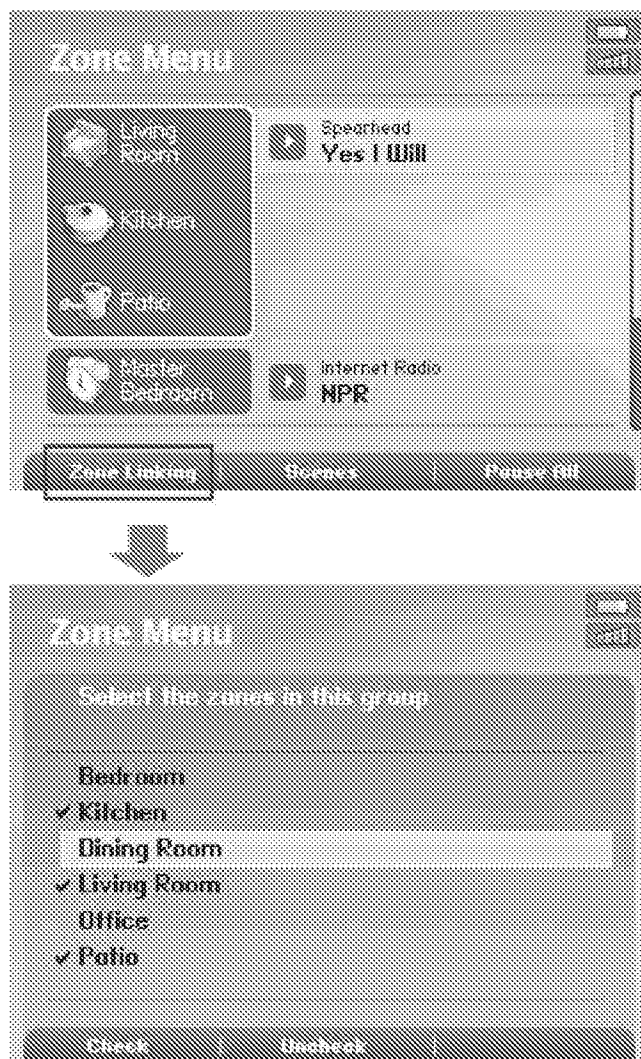 Zone Menu
Living
Room
Spearhead
Yes I Will
Kitchen
Patio
Master
Bedroom
Internet Radio
NPR
Zone Linking
Scenes
Pause All
Zone Menu
Select the zones in this group
Bedroom
✓ Kitchen
Dining Room
✓ Living Room
Office
✓ Patio
Check
Uncheck